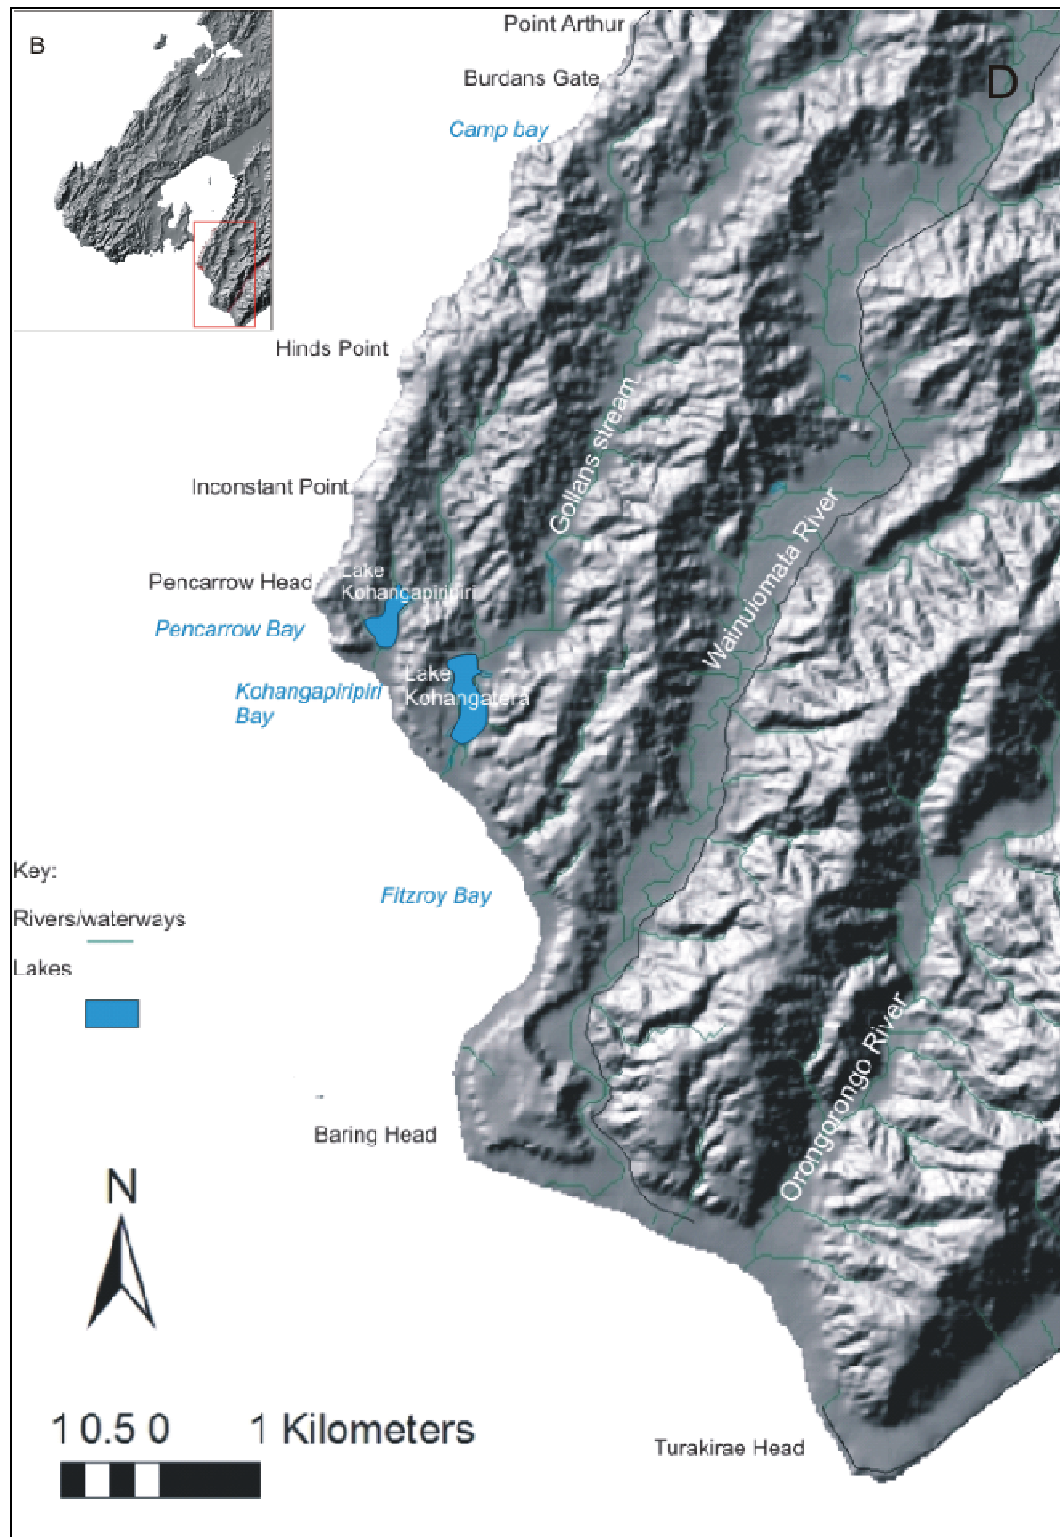 B
Point Arthur
Burdans Gate
D
Camp bay
Hinds Point
Gollans stream
Inconstant Point
Wainuiomata River
Pencarrow Head
Lake
Kohangapiripiri
Pencarrow Bay
Lake
Kohangatera
Kohangapiripiri
Bay
Key:
Fitzroy Bay
Rivers/waterways
Lakes
Orongorongo River
Baring Head
N
1 0.5 0 1 Kilometers
Turakirae Head